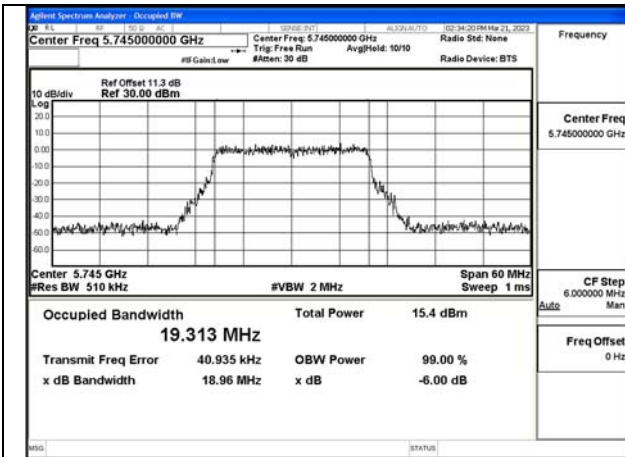 Agilent Spectrum Analyzer - Occupied BW
RL RF 50 Ω AC SENSE:INT ALIGN AUTO 02:34:20 PM Mar 21, 2023
Center Freq 5.745000000 GHz
Center Freq: 5.745000000 GHz
Radio Std: None
Frequency
Trig: Free Run Avg|Hold: 10/10
#IFGain:Low
#Atten: 30 dB
Radio Device: BTS
Ref Offset 11.3 dB
10 dB/div Ref 30.00 dBm
Log
20.0
10.0
0.00
-10.0
-20.0
-30.0
-40.0
-50.0
-60.0
Center Freq
5.745000000 GHz
Center 5.745 GHz
Span 60 MHz
#Res BW 510 kHz
#VBW 2 MHz
Sweep 1 ms
CF Step
6.000000 MHz
Auto Man
Occupied Bandwidth
19.313 MHz
Total Power 15.4 dBm
Transmit Freq Error 40.935 kHz OBW Power 99.00 %
x dB Bandwidth 18.96 MHz x dB -6.00 dB
Freq Offset
0 Hz
MSG STATUS